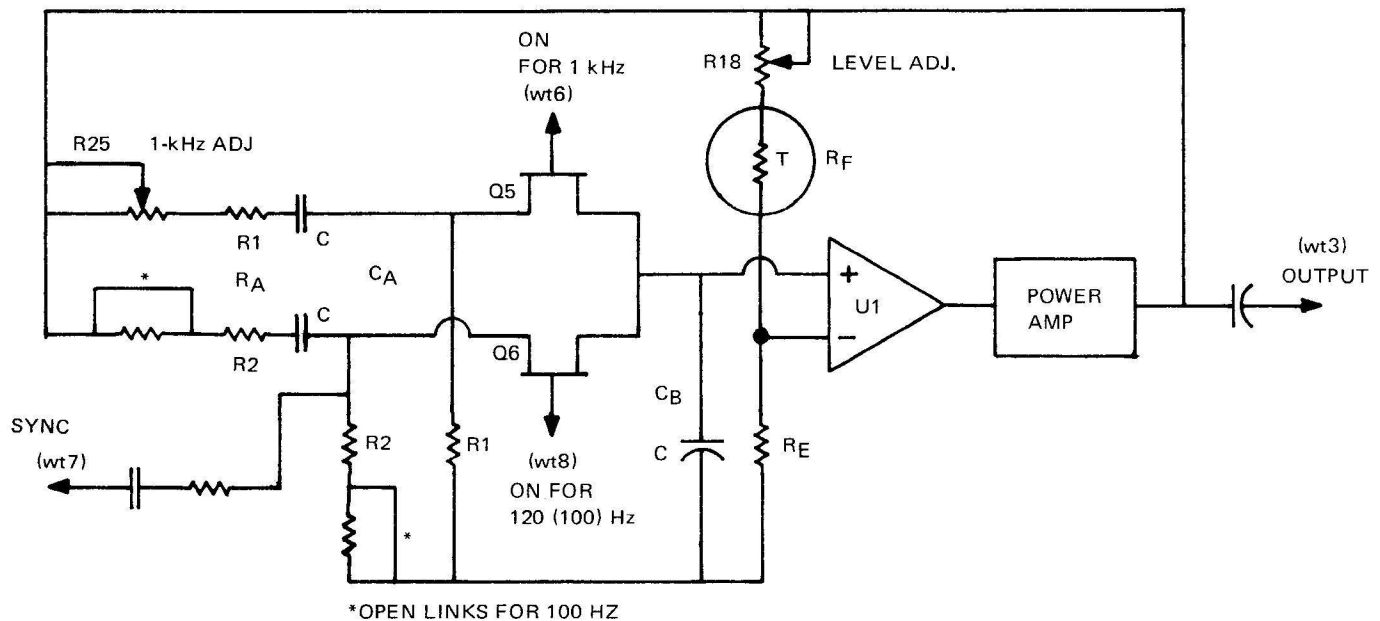 ON
FOR 1 kHz
(wt6)
R18
LEVEL ADJ.
R25
1-kHz ADJ
T
RF
Q5
R1
C
(wt3)
OUTPUT
*
RA
CA
+
U1
POWER
AMP
C
−
R2
Q6
CB
SYNC
(wt7)
R2
R1
(wt8)
C
RE
ON FOR
120 (100) Hz
*
*OPEN LINKS FOR 100 HZ